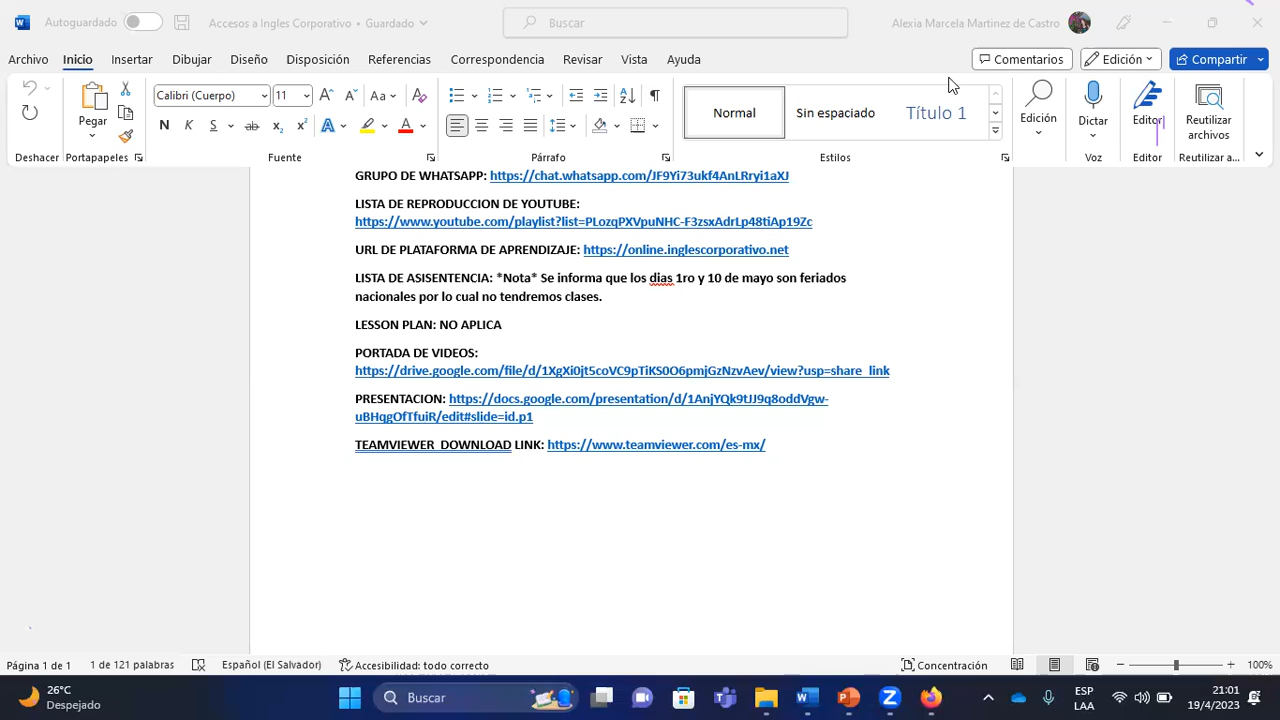 Autoguardado
Accesos a Ingles Corporativo • Guardado
Buscar
Alexia Marcela Martinez de Castro
Archivo Inicio Insertar Dibujar Diseño Disposición Referencias Correspondencia Revisar Vista Ayuda
Comentarios Edición Compartir
Calibri (Cuerpo) 11
Pegar
Normal Sin espaciado Título 1
Edición Dictar Editor Reutilizar archivos
Deshacer Portapapeles Fuente Párrafo Estilos Voz Editor Reutilizar a...
GRUPO DE WHATSAPP: https://chat.whatsapp.com/JF9Yi73ukf4AnLRryi1aXJ
LISTA DE REPRODUCCION DE YOUTUBE:
https://www.youtube.com/playlist?list=PLozqPXVpuNHC-F3zsxAdrLp48tiAp19Zc
URL DE PLATAFORMA DE APRENDIZAJE: https://online.inglescorporativo.net
LISTA DE ASISENTENCIA: *Nota* Se informa que los dias 1ro y 10 de mayo son feriados
nacionales por lo cual no tendremos clases.
LESSON PLAN: NO APLICA
PORTADA DE VIDEOS:
https://drive.google.com/file/d/1XgXi0jt5coVC9pTiKS0O6pmjGzNzvAev/view?usp=share_link
PRESENTACION: https://docs.google.com/presentation/d/1AnjYQk9tJJ9q8oddVgw-
uBHqgOfTfuiR/edit#slide=id.p1
TEAMVIEWER DOWNLOAD LINK: https://www.teamviewer.com/es-mx/
Página 1 de 1 1 de 121 palabras Español (El Salvador) Accesibilidad: todo correcto Concentración 100%
26°C
Despejado
Buscar
ESP
LAA
21:01
19/4/2023